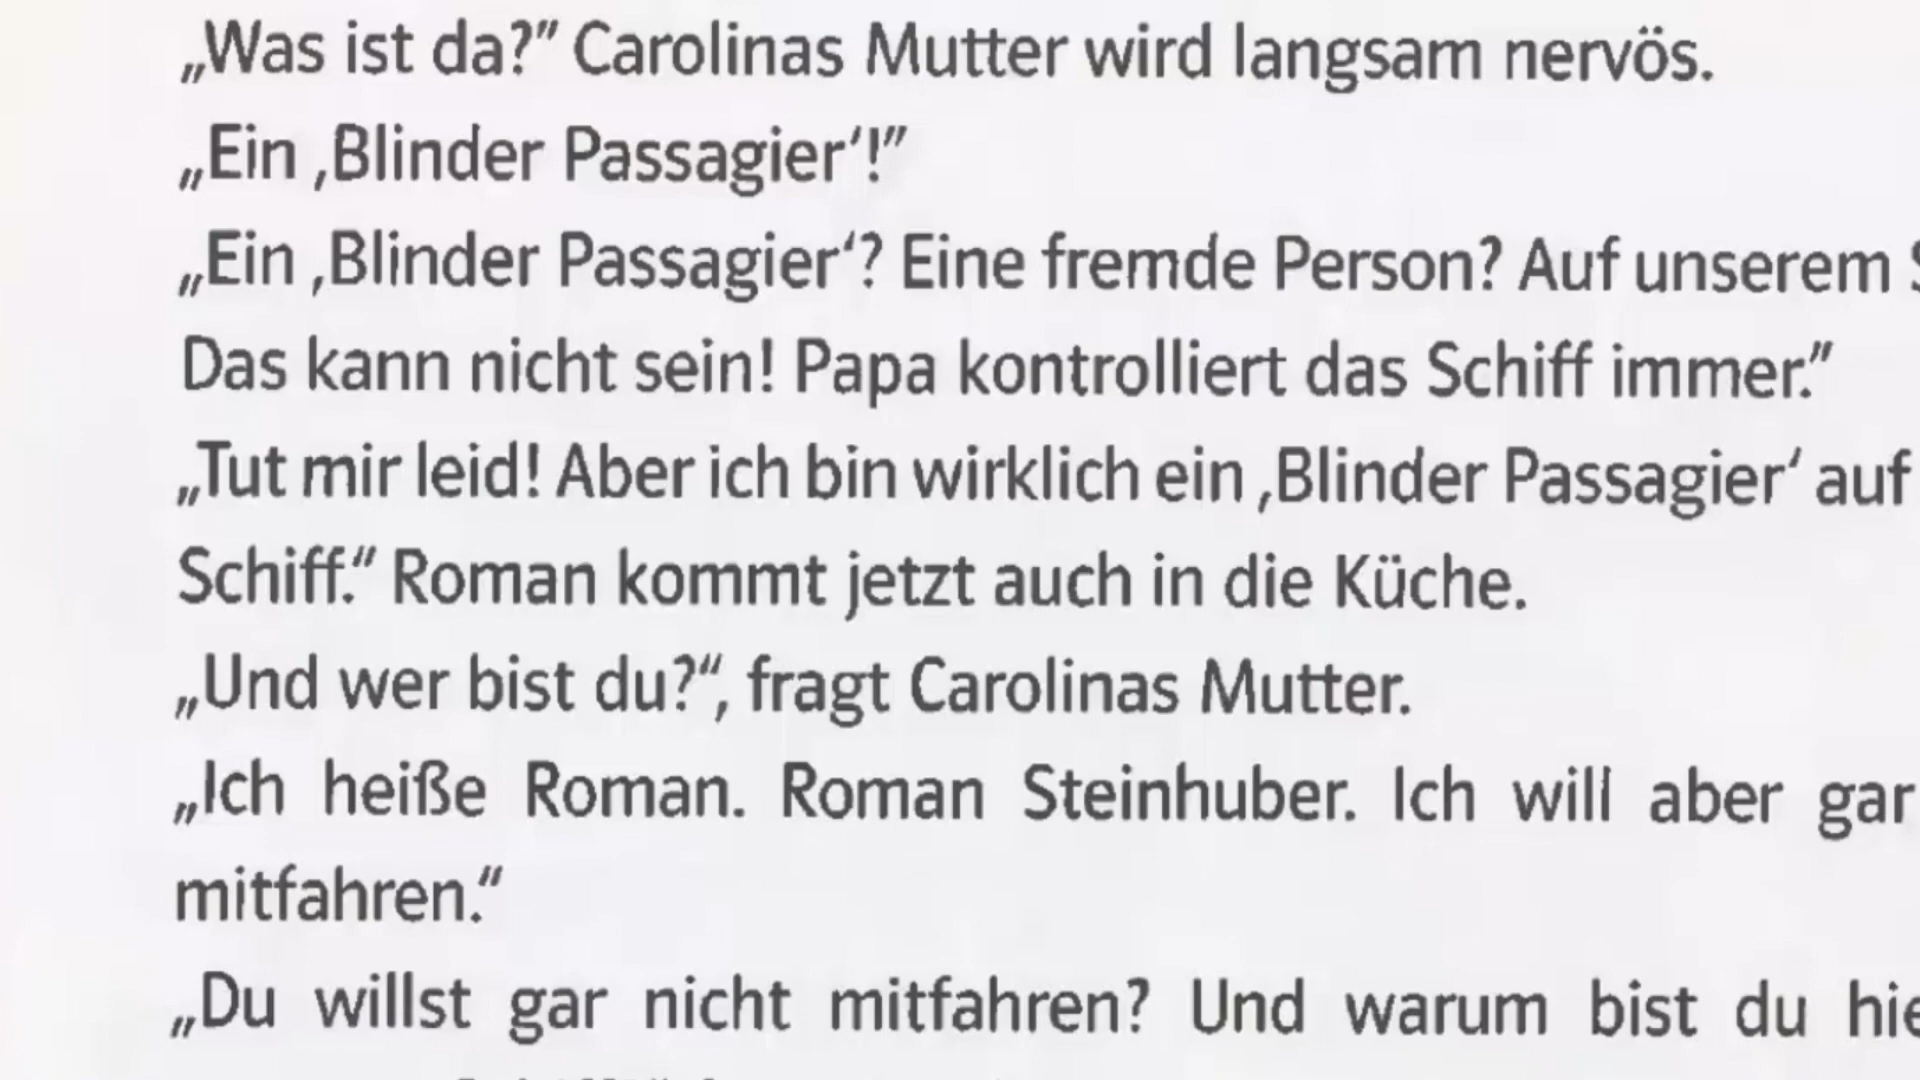 „Was ist da?” Carolinas Mutter wird langsam nervös.
„Ein ‚Blinder Passagier‘!”
„Ein ‚Blinder Passagier‘? Eine fremde Person? Auf unserem
Das kann nicht sein! Papa kontrolliert das Schiff immer.”
„Tut mir leid! Aber ich bin wirklich ein ‚Blinder Passagier‘ auf
Schiff.“ Roman kommt jetzt auch in die Küche.
„Und wer bist du?“, fragt Carolinas Mutter.
„Ich heiße Roman. Roman Steinhuber. Ich will aber gar
mitfahren.“
„Du willst gar nicht mitfahren? Und warum bist du